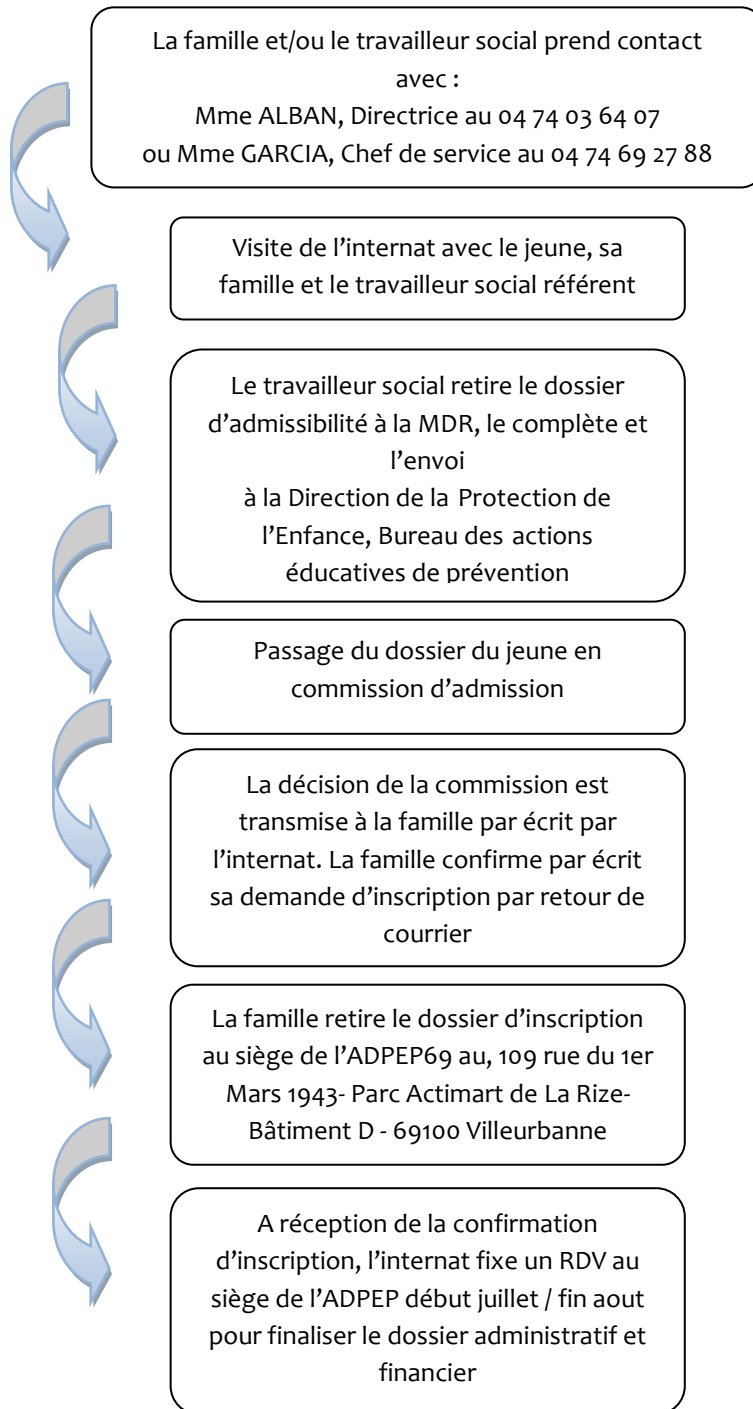 La famille et/ou le travailleur social prend contact
avec :
Mme ALBAN, Directrice au 04 74 03 64 07
ou Mme GARCIA, Chef de service au 04 74 69 27 88
Visite de l’internat avec le jeune, sa
famille et le travailleur social référent
Le travailleur social retire le dossier
d’admissibilité à la MDR, le complète et
l’envoi
à la Direction de la Protection de
l’Enfance, Bureau des actions
éducatives de prévention
Passage du dossier du jeune en
commission d’admission
La décision de la commission est
transmise à la famille par écrit par
l’internat. La famille confirme par écrit
sa demande d’inscription par retour de
courrier
La famille retire le dossier d’inscription
au siège de l’ADPEP69 au, 109 rue du 1er
Mars 1943- Parc Actimart de La Rize-
Bâtiment D - 69100 Villeurbanne
A réception de la confirmation
d’inscription, l’internat fixe un RDV au
siège de l’ADPEP début juillet / fin aout
pour finaliser le dossier administratif et
financier